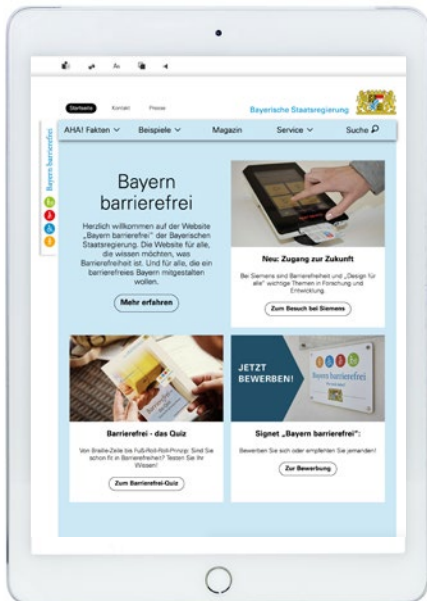 Startseite Kontakt Presse
Bayerische Staatsregierung
AHA! Fakten Beispiele Magazin Service Suche
Bayern barrierefrei
Bayern
barrierefrei
Herzlich willkommen auf der Website
„Bayern barrierefrei“ der Bayerischen
Staatsregierung. Die Website für alle,
die wissen möchten, was
Barrierefreiheit ist. Und für alle, die ein
barrierefreies Bayern mitgestalten
wollen.
Mehr erfahren
Neu: Zugang zur Zukunft
Bei Siemens sind Barrierefreiheit und „Design für
alle“ wichtige Themen in Forschung und
Entwicklung.
Zum Besuch bei Siemens
Bayern barrierefrei
Barrierefrei - das Quiz
Von Braille-Zeile bis Fuß-Roll-Roll-Prinzip: Sind Sie
schon fit in Barrierefreiheit? Testen Sie Ihr
Wissen!
Zum Barrierefrei-Quiz
JETZT
BEWERBEN!
Bayern barrierefrei
Signet „Bayern barrierefrei“:
Bewerben Sie sich oder empfehlen Sie jemanden!
Zur Bewerbung